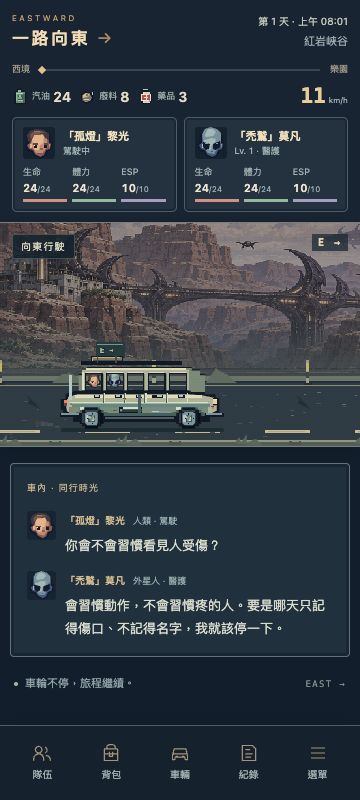 EASTWARD
一路向東 →
第 1 天 · 上午 08:01
紅岩峽谷
西境
樂園
汽油 24 廢料 8 藥品 3
11 km/h
「孤燈」黎光
駕駛中
生命 體力 ESP
24/24 24/24 10/10
「禿鷲」莫凡
Lv. 1 · 醫護
生命 體力 ESP
24/24 24/24 10/10
向東行駛
E →
E →
車內 · 同行時光
「孤燈」黎光 人類 · 駕駛
你會不會習慣看見人受傷？
「禿鷲」莫凡 外星人 · 醫護
會習慣動作，不會習慣疼的人。要是哪天只記
得傷口、不記得名字，我就該停一下。
車輪不停，旅程繼續。
EAST →
隊伍 背包 車輛 紀錄 選單